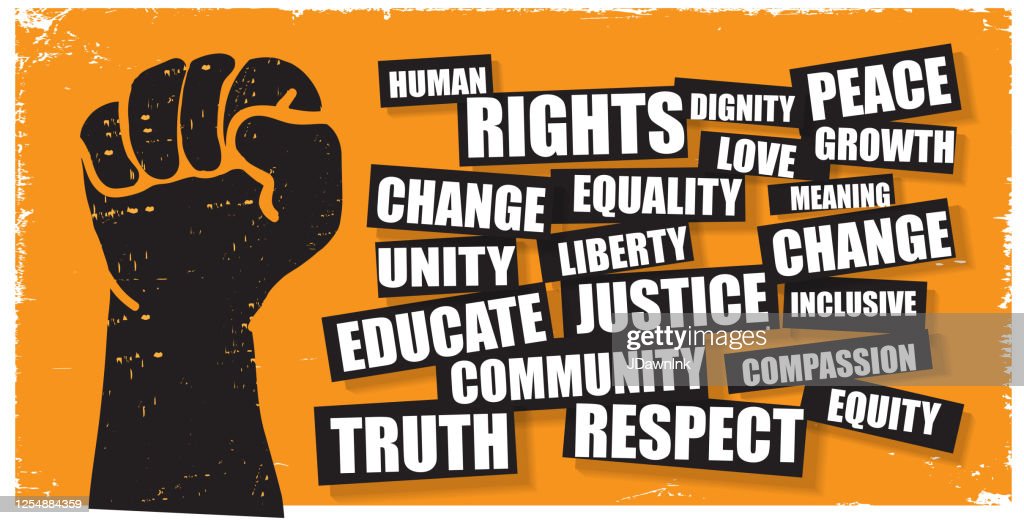 HUMAN
RIGHTS
DIGNITY
PEACE
LOVE
GROWTH
CHANGE
EQUALITY
MEANING
UNITY
LIBERTY
CHANGE
EDUCATE
JUSTICE
INCLUSIVE
COMMUNITY
COMPASSION
TRUTH
RESPECT
EQUITY
gettyimages
JDawnInk
1254884359